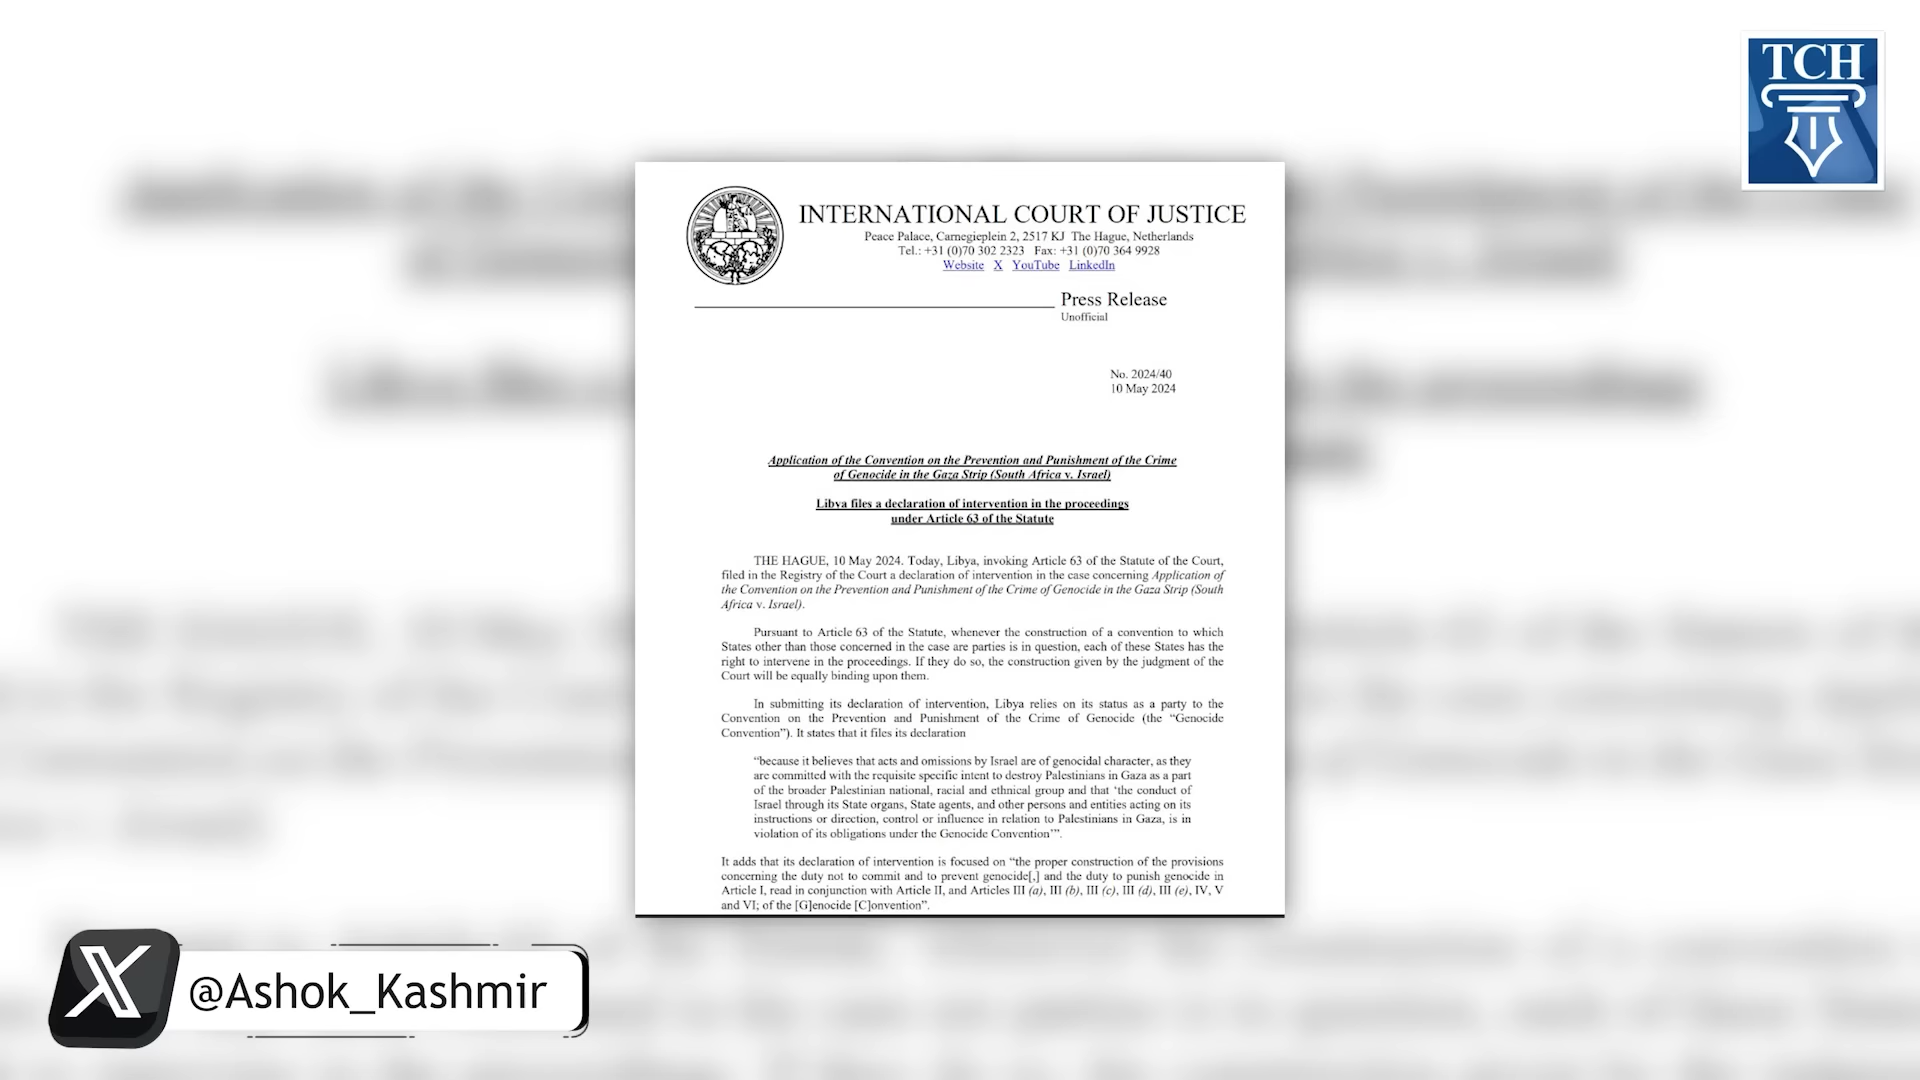 TCH
INTERNATIONAL COURT OF JUSTICE
Peace Palace, Carnegieplein 2, 2517 KJ The Hague, Netherlands
Tel.: +31 (0)70 302 2323 Fax: +31 (0)70 364 9928
Website X YouTube LinkedIn
Press Release
Unofficial
No. 2024/40
10 May 2024
Application of the Convention on the Prevention and Punishment of the Crime
of Genocide in the Gaza Strip (South Africa v. Israel)
Libya files a declaration of intervention in the proceedings
under Article 63 of the Statute
THE HAGUE, 10 May 2024. Today, Libya, invoking Article 63 of the Statute of the Court,
filed in the Registry of the Court a declaration of intervention in the case concerning Application of
the Convention on the Prevention and Punishment of the Crime of Genocide in the Gaza Strip (South
Africa v. Israel).
Pursuant to Article 63 of the Statute, whenever the construction of a convention to which
States other than those concerned in the case are parties is in question, each of these States has the
right to intervene in the proceedings. If they do so, the construction given by the judgment of the
Court will be equally binding upon them.
In submitting its declaration of intervention, Libya relies on its status as a party to the
Convention on the Prevention and Punishment of the Crime of Genocide (the “Genocide
Convention”). It states that it files its declaration
“because it believes that acts and omissions by Israel are of genocidal character, as they
are committed with the requisite specific intent to destroy Palestinians in Gaza as a part
of the broader Palestinian national, racial and ethnical group and that ‘the conduct of
Israel through its State organs, State agents, and other persons and entities acting on its
instructions or direction, control or influence in relation to Palestinians in Gaza, is in
violation of its obligations under the Genocide Convention’”.
It adds that its declaration of intervention is focused on “the proper construction of the provisions
concerning the duty not to commit and to prevent genocide[,] and the duty to punish genocide in
Article I, read in conjunction with Article II, and Articles III (a), III (b), III (c), III (d), III (e), IV, V
and VI; of the [G]enocide [C]onvention”.
X @Ashok_Kashmir